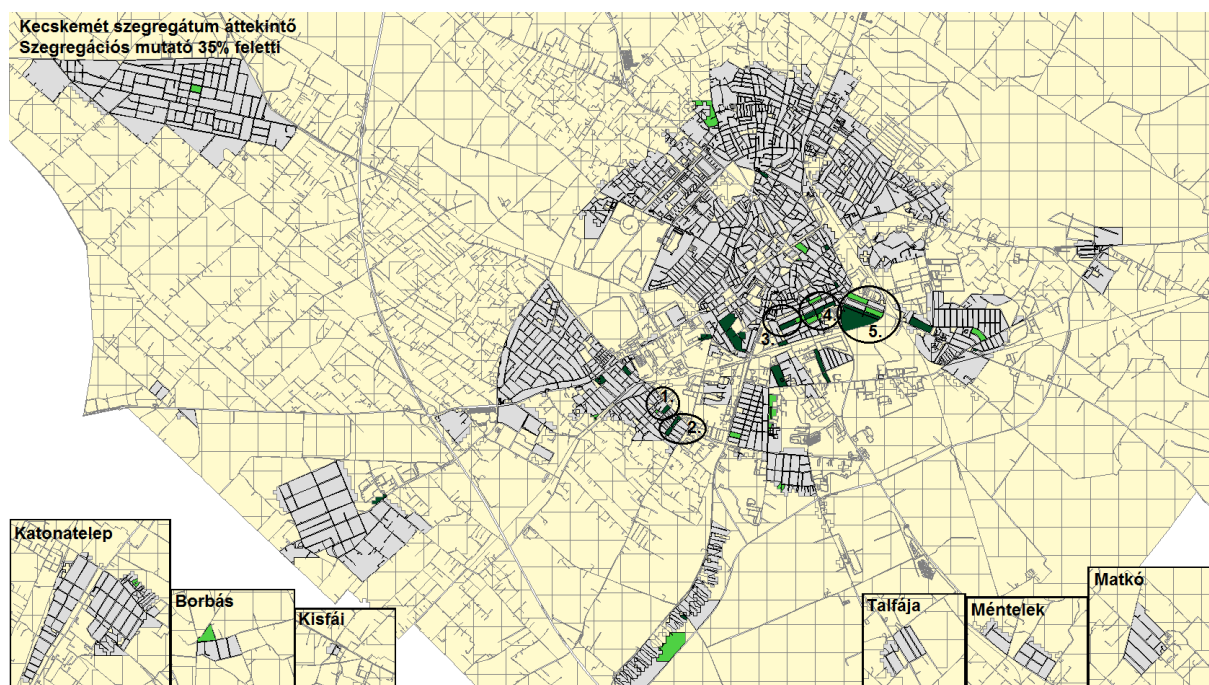 Kecskemét szegregátum áttekintő
Szegregációs mutató 35% feletti
4.
3.
5.
1.
2.
Katonatelep
Borbás
Kisfái
Talfája
Méntelek
Matkó